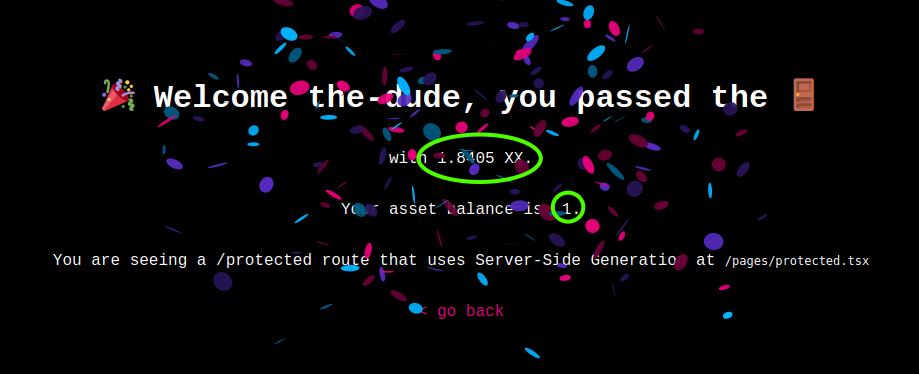 Welcome the-dude, you passed the
with 1.8405 XX.
Your asset balance is 1.
You are seeing a /protected route that uses Server-Side Generation at /pages/protected.tsx
< go back